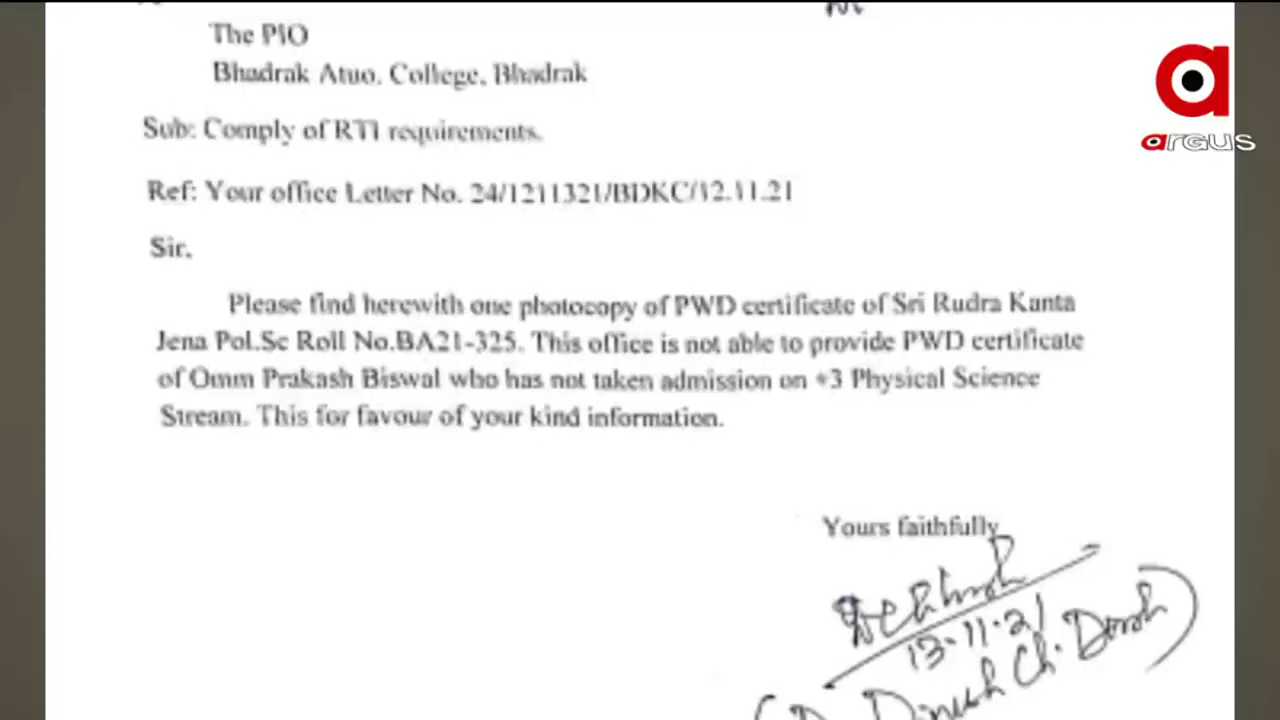 The PIO
Bhadrak Atuo. College, Bhadrak
argus
Sub: Comply of RTI requirements.
Ref: Your office Letter No. 24/1211321/BDKC/12.11.21
Sir,
Please find herewith one photocopy of PWD certificate of Sri Rudra Kanta
Jena Pol.Sc Roll No.BA21-325. This office is not able to provide PWD certificate
of Omm Prakash Biswal who has not taken admission on +3 Physical Science
Stream. This for favour of your kind information.
Yours faithfully
13.11.21
Dinesh Ch.